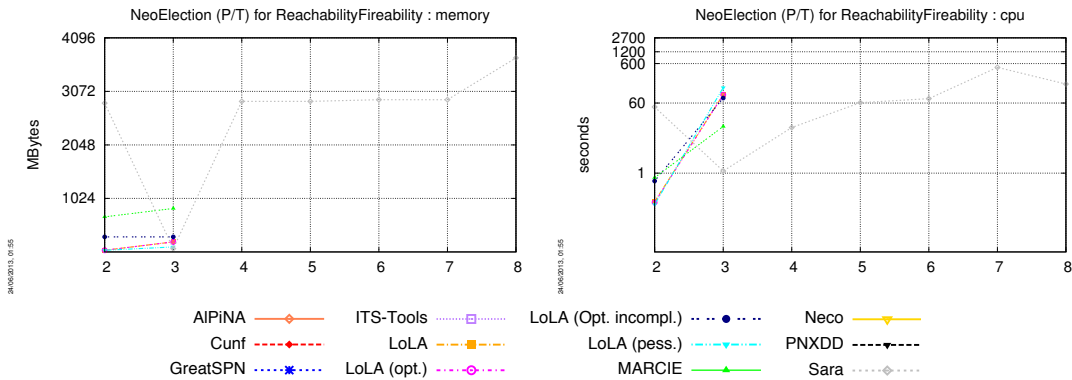 NeoElection (P/T) for ReachabilityFireability : memory
4096
3072
2048
1024
MBytes
2 3 4 5 6 7 8
24/06/2013, 01:55
NeoElection (P/T) for ReachabilityFireability : cpu
2700
1200
600
60
1
seconds
2 3 4 5 6 7 8
24/06/2013, 01:55
AlPiNA ITS-Tools LoLA (Opt. incompl.) Neco
Cunf LoLA LoLA (pess.) PNXDD
GreatSPN LoLA (opt.) MARCIE Sara